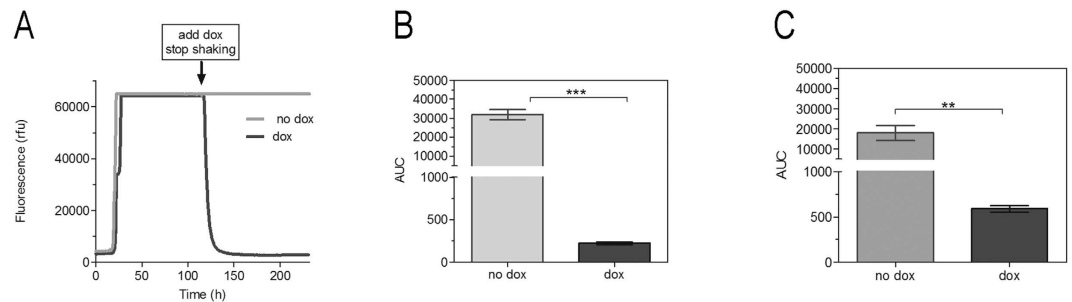 A
add dox
stop shaking
60000
40000
20000
0
Fluorescence (rfu)
no dox
dox
0 50 100 150 200
Time (h)
B
50000
40000
30000
20000
10000
1000
500
0
AUC
***
no dox dox
C
50000
40000
30000
20000
10000
1000
500
0
AUC
**
no dox dox